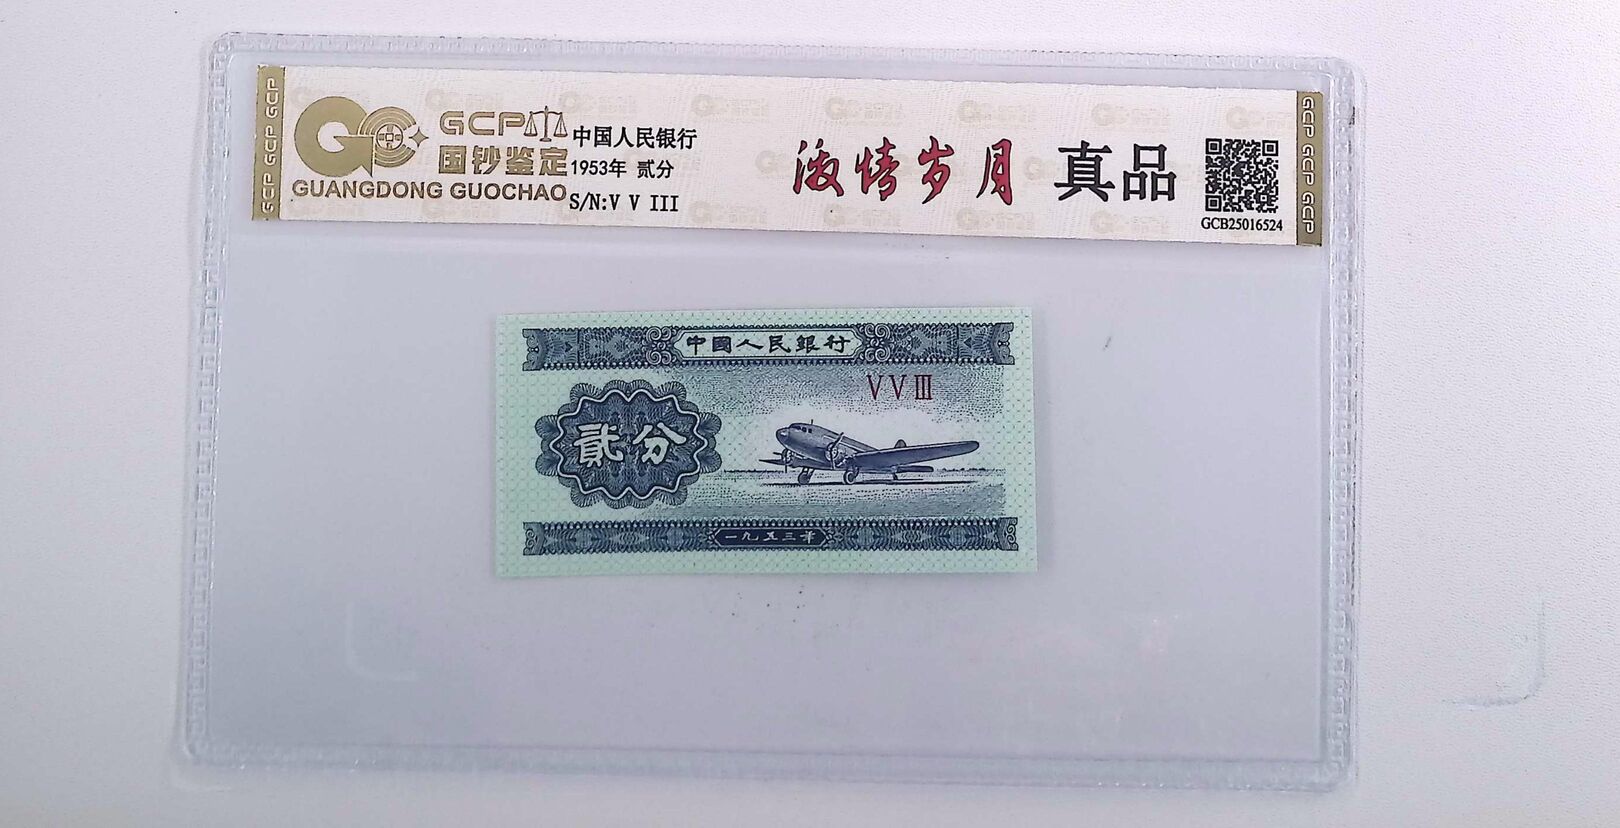 GCP GCP GCP
GCP
国钞鉴定
GUANGDONG GUOCHAO
中国人民银行
1953年 贰分
S/N:V V III
激情岁月
真品
GCB25016524
GCP GCP GCP
中國人民銀行
V V III
貳分
一九五三年